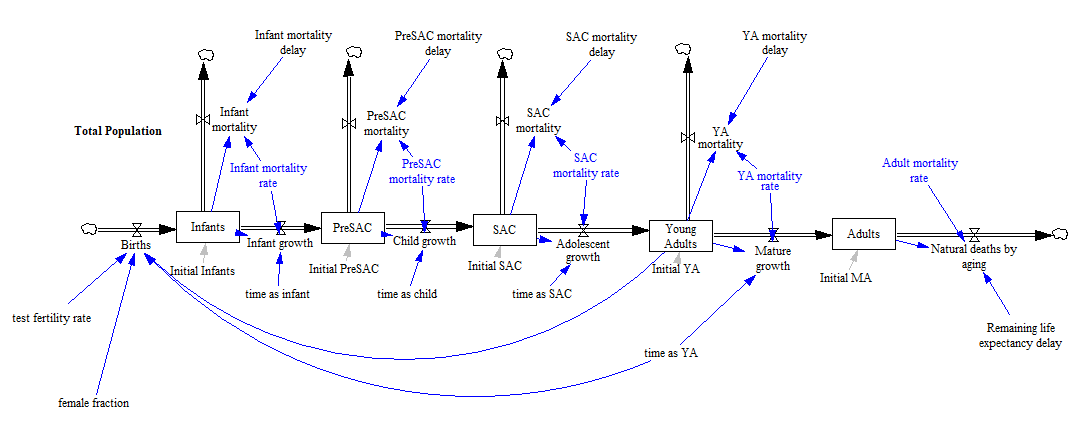 Infant mortality
delay
PreSAC mortality
delay
SAC mortality
delay
YA mortality
delay
Total Population
Infant
mortality
PreSAC
mortality
SAC
mortality
YA
mortality
Infant mortality
rate
PreSAC
mortality rate
SAC
mortality rate
YA mortality
rate
Adult mortality
rate
Infants
PreSAC
SAC
Young
Adults
Adults
Births
Infant growth
Child growth
Adolescent
growth
Mature
growth
Natural deaths by
aging
Initial Infants
Initial PreSAC
Initial SAC
Initial YA
Initial MA
time as infant
time as child
time as SAC
test fertility rate
Remaining life
expectancy delay
time as YA
female fraction